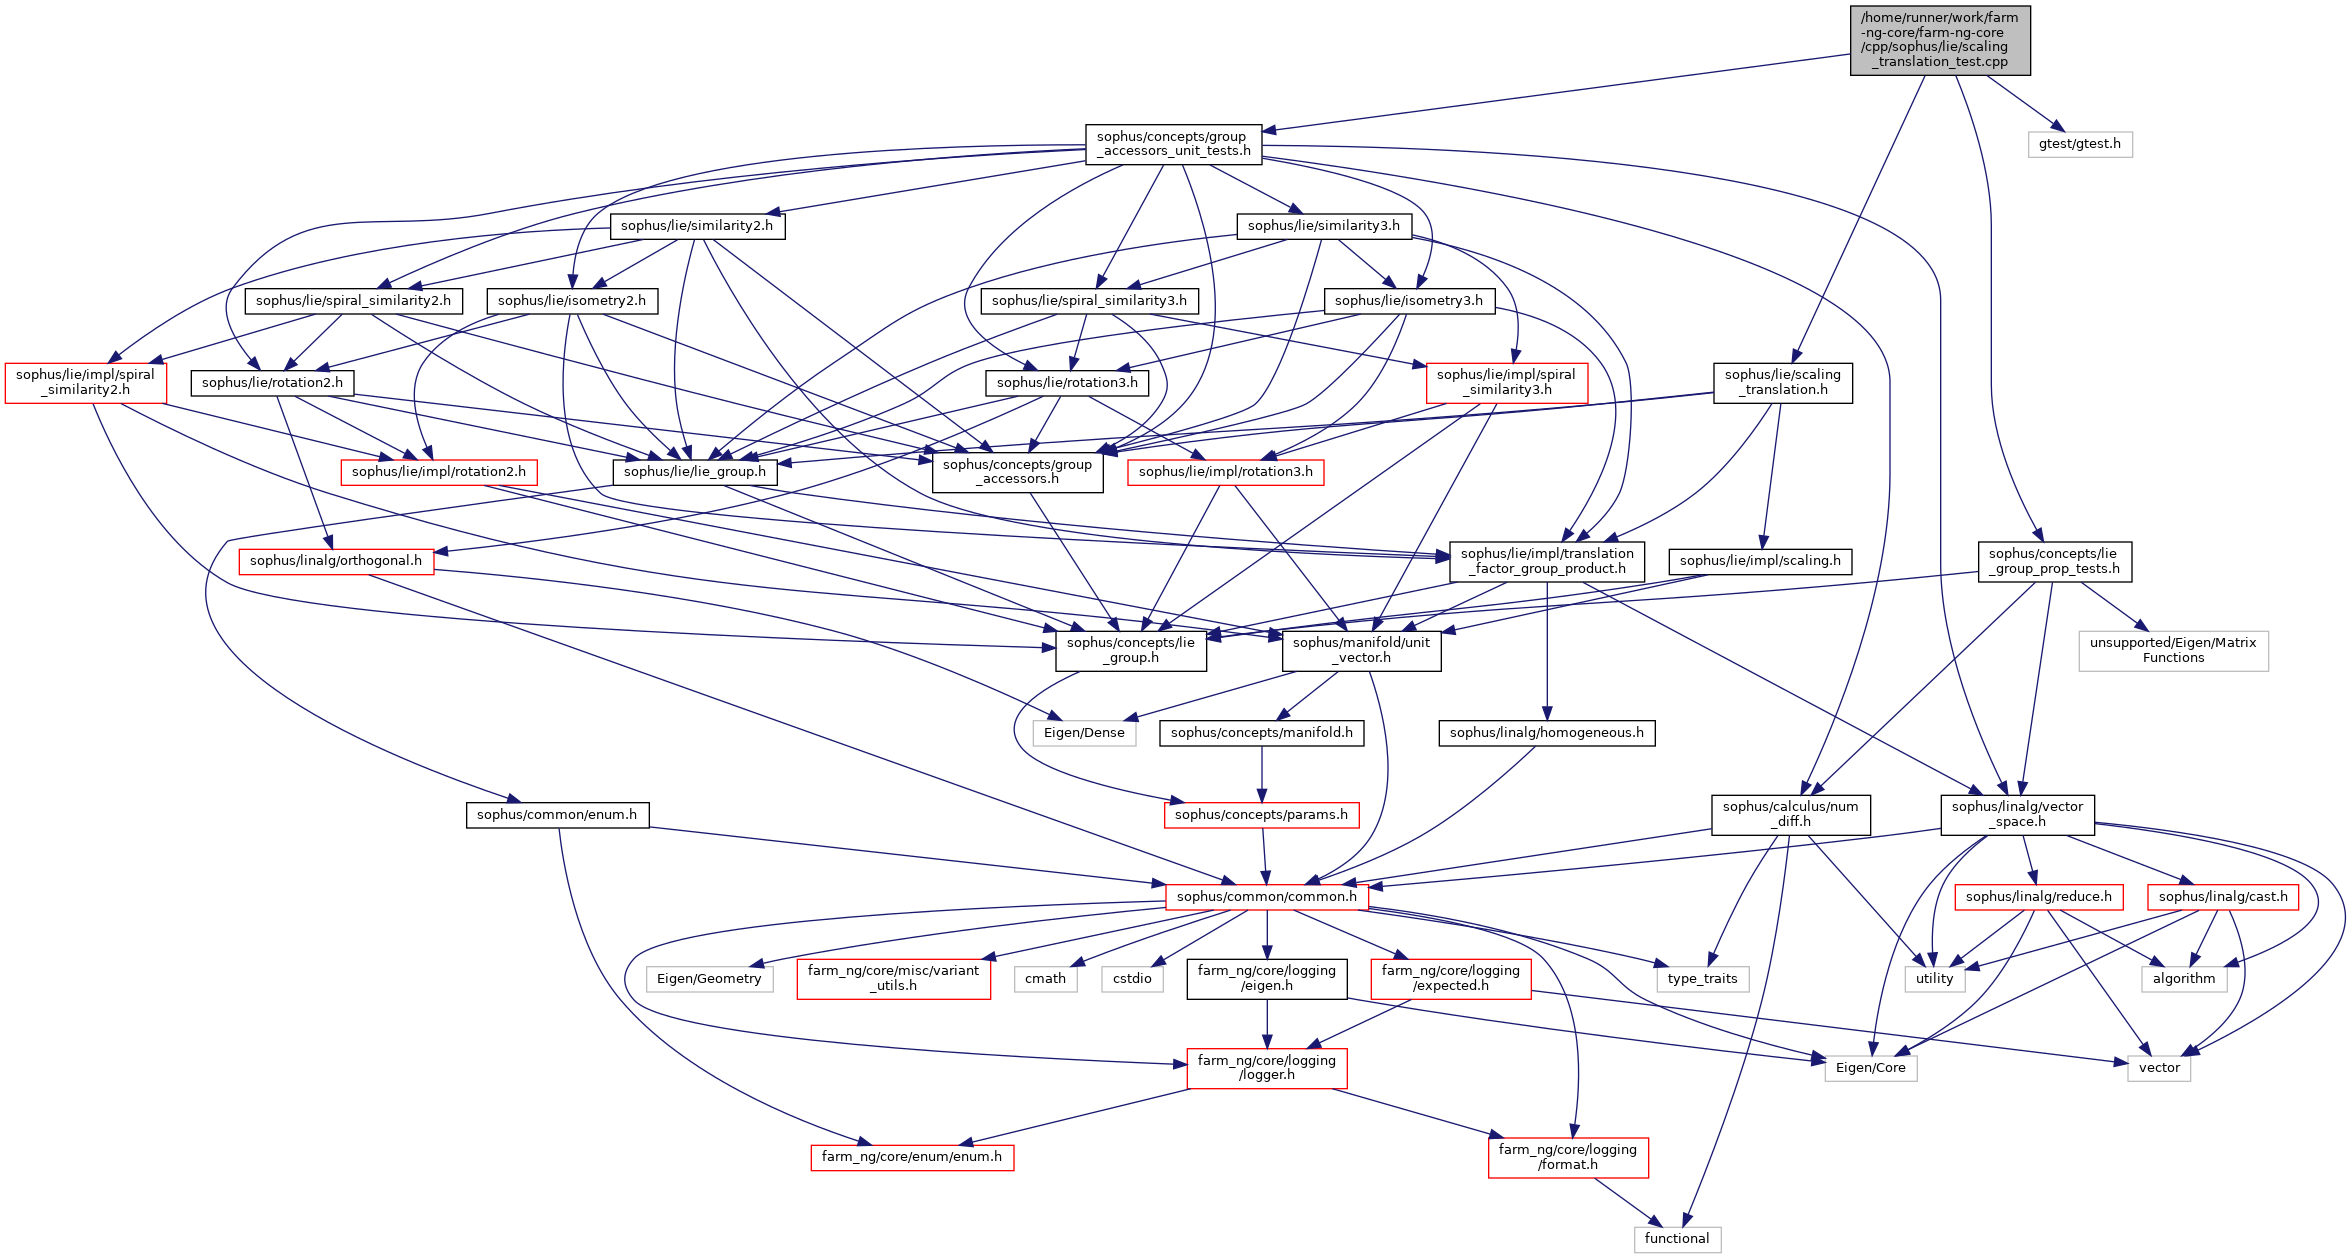 /home/runner/work/farm
-ng-core/farm-ng-core
/cpp/sophus/lie/scaling
_translation_test.cpp
sophus/concepts/group
_accessors_unit_tests.h
gtest/gtest.h
sophus/lie/similarity2.h
sophus/lie/similarity3.h
sophus/lie/spiral_similarity2.h
sophus/lie/isometry2.h
sophus/lie/spiral_similarity3.h
sophus/lie/isometry3.h
sophus/lie/impl/spiral
_similarity2.h
sophus/lie/rotation2.h
sophus/lie/rotation3.h
sophus/lie/impl/spiral
_similarity3.h
sophus/lie/scaling
_translation.h
sophus/lie/impl/rotation2.h
sophus/lie/lie_group.h
sophus/concepts/group
_accessors.h
sophus/lie/impl/rotation3.h
sophus/linalg/orthogonal.h
sophus/lie/impl/translation
_factor_group_product.h
sophus/lie/impl/scaling.h
sophus/concepts/lie
_group_prop_tests.h
sophus/concepts/lie
_group.h
sophus/manifold/unit
_vector.h
unsupported/Eigen/Matrix
Functions
Eigen/Dense
sophus/concepts/manifold.h
sophus/linalg/homogeneous.h
sophus/common/enum.h
sophus/concepts/params.h
sophus/calculus/num
_diff.h
sophus/linalg/vector
_space.h
sophus/common/common.h
sophus/linalg/reduce.h
sophus/linalg/cast.h
Eigen/Geometry
farm_ng/core/misc/variant
_utils.h
cmath
cstdio
farm_ng/core/logging
/eigen.h
farm_ng/core/logging
/expected.h
type_traits
utility
algorithm
farm_ng/core/logging
/logger.h
Eigen/Core
vector
farm_ng/core/enum/enum.h
farm_ng/core/logging
/format.h
functional